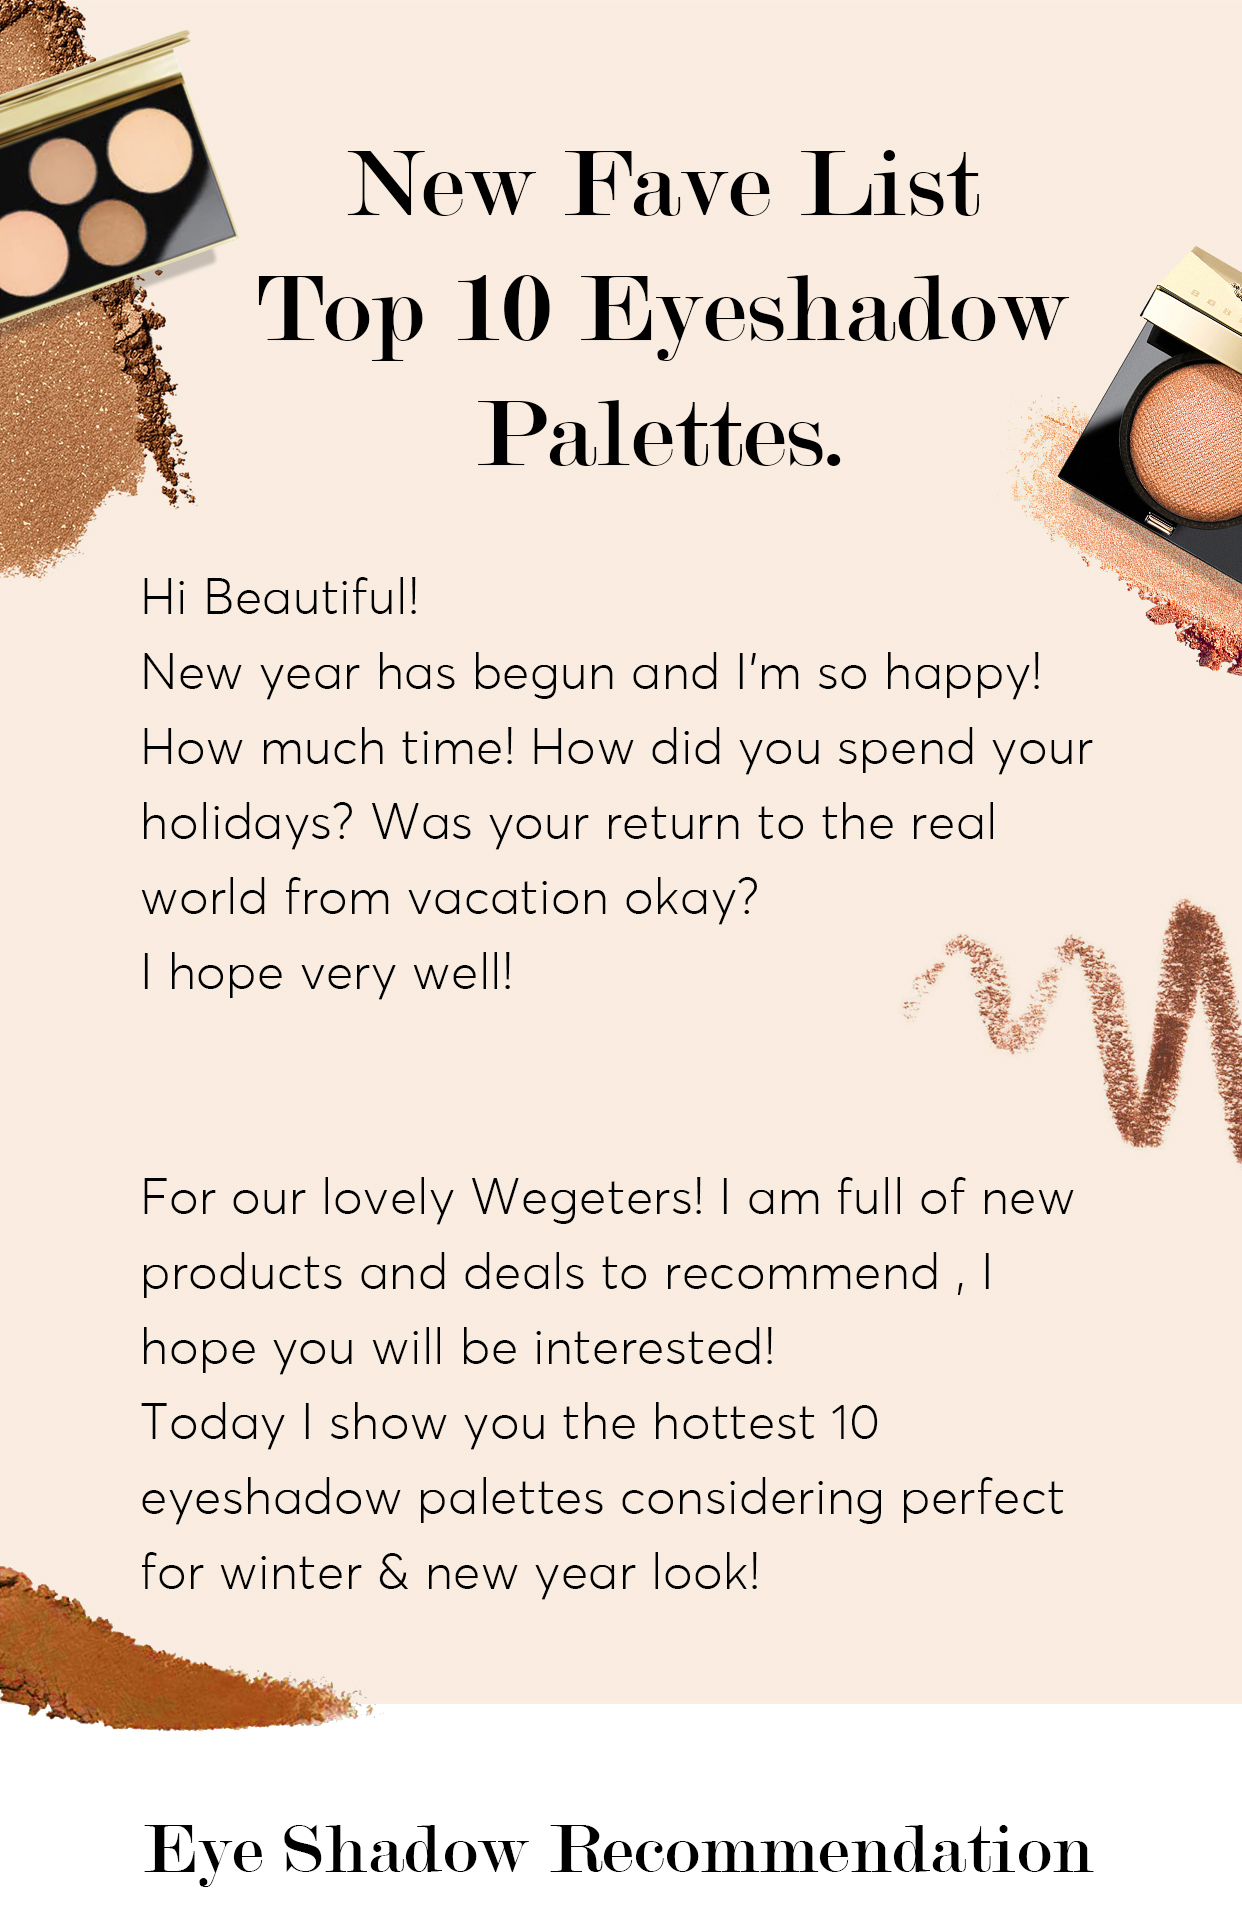 New Fave List
Top 10 Eyeshadow
Palettes.
Hi Beautiful!
New year has begun and I'm so happy!
How much time! How did you spend your
holidays? Was your return to the real
world from vacation okay?
I hope very well!
For our lovely Wegeters! I am full of new
products and deals to recommend , I
hope you will be interested!
Today I show you the hottest 10
eyeshadow palettes considering perfect
for winter & new year look!
Eye Shadow Recommendation